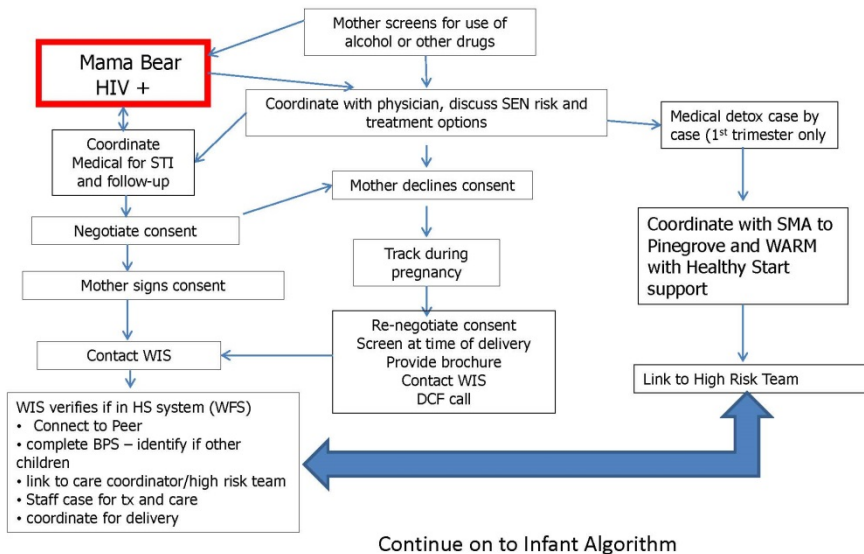 Mother screens for use of
alcohol or other drugs
Mama Bear
HIV +
Coordinate with physician, discuss SEN risk and
treatment options
Medical detox case by
case (1st trimester only
Coordinate
Medical for STI
and follow-up
Mother declines consent
Negotiate consent
Coordinate with SMA to
Pinegrove and WARM
with Healthy Start
support
Track during
pregnancy
Mother signs consent
Re-negotiate consent
Screen at time of delivery
Provide brochure
Contact WIS
DCF call
Contact WIS
Link to High Risk Team
WIS verifies if in HS system (WFS)
• Connect to Peer
• complete BPS – identify if other
children
• link to care coordinator/high risk team
• Staff case for tx and care
• coordinate for delivery
Continue on to Infant Algorithm